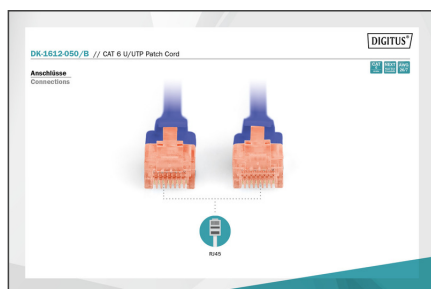 DIGITUS®
DK-1612-050/B // CAT 6 U/UTP Patch Cord
Anschlüsse
Connections
RJ45